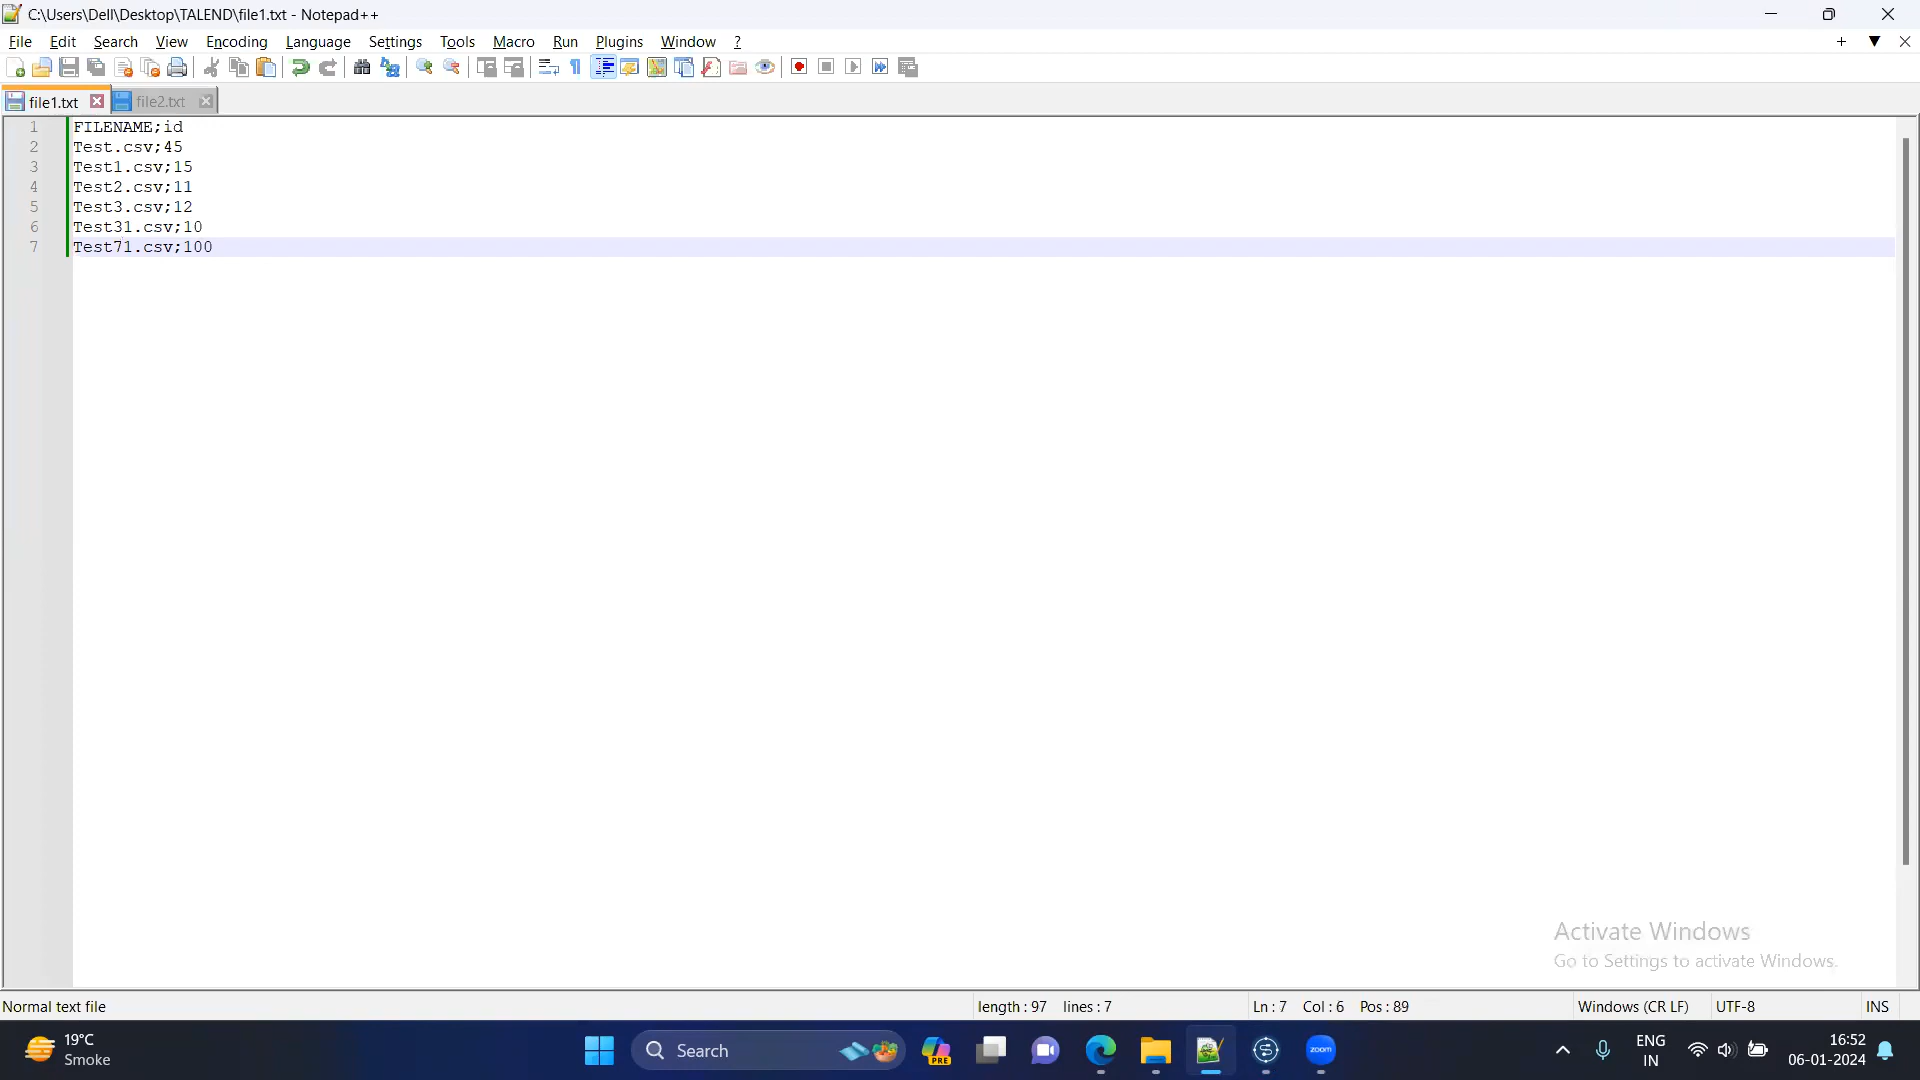 C:\Users\Dell\Desktop\TALEND\file1.txt - Notepad++
File Edit Search View Encoding Language Settings Tools Macro Run Plugins Window ?
file1.txt file2.txt
1 FILENAME;id
2 Test.csv;45
3 Test1.csv;15
4 Test2.csv;11
5 Test3.csv;12
6 Test31.csv;10
7 Test71.csv;100
Activate Windows
Go to Settings to activate Windows.
Normal text file length : 97 lines : 7 Ln : 7 Col : 6 Pos : 89 Windows (CR LF) UTF-8 INS
19°C
Smoke
Search
PRE
zoom
ENG
IN
16:52
06-01-2024